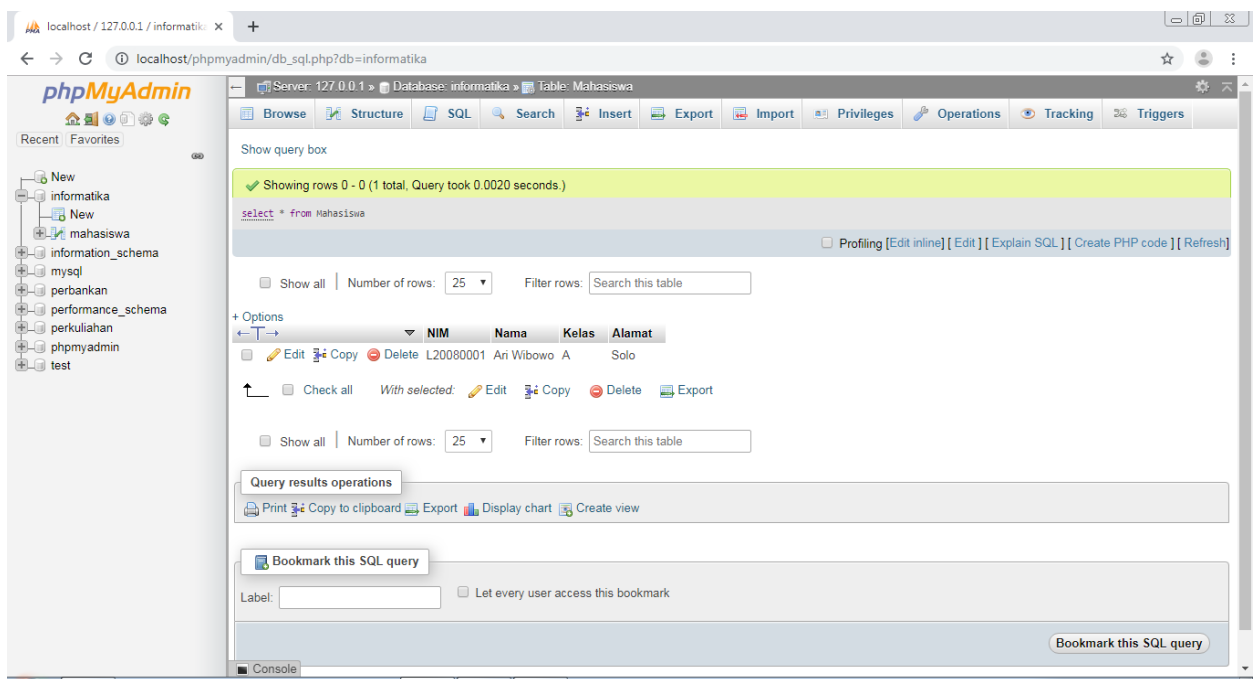 localhost / 127.0.0.1 / informatika
localhost/phpmyadmin/db_sql.php?db=informatika
phpMyAdmin
Recent Favorites
New
informatika
New
mahasiswa
information_schema
mysql
perbankan
performance_schema
perkuliahan
phpmyadmin
test
Server: 127.0.0.1 » Database: informatika » Table: Mahasiswa
Browse Structure SQL Search Insert Export Import Privileges Operations Tracking Triggers
Show query box
Showing rows 0 - 0 (1 total, Query took 0.0020 seconds.)
select * from Mahasiswa
Profiling [Edit inline] [ Edit ] [ Explain SQL ] [ Create PHP code ] [ Refresh]
Show all Number of rows: 25 Filter rows: Search this table
+ Options
NIM Nama Kelas Alamat
Edit Copy Delete L20080001 Ari Wibowo A Solo
Check all With selected: Edit Copy Delete Export
Show all Number of rows: 25 Filter rows: Search this table
Query results operations
Print Copy to clipboard Export Display chart Create view
Bookmark this SQL query
Label: Let every user access this bookmark
Bookmark this SQL query
Console